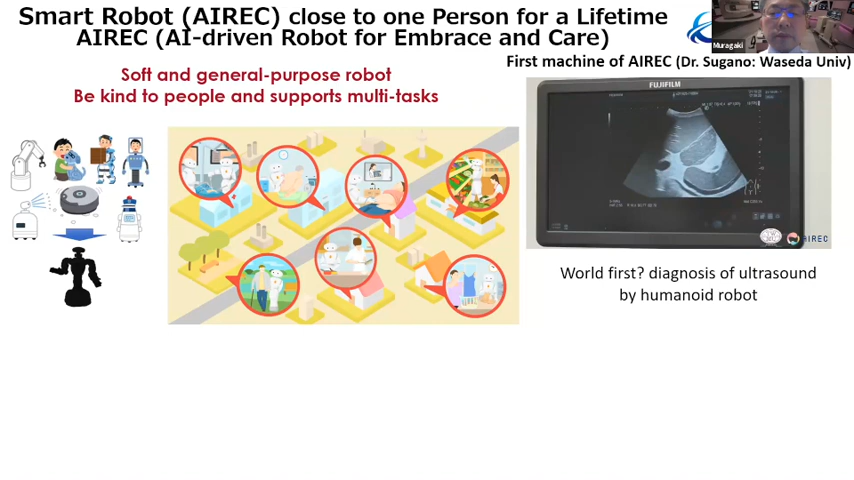 Smart Robot (AIREC) close to one Person for a Lifetime
AIREC (AI-driven Robot for Embrace and Care)
Muragaki
First machine of AIREC (Dr. Sugano: Waseda Univ)
Soft and general-purpose robot
Be kind to people and supports multi-tasks
FUJIFILM
AIREC
World first? diagnosis of ultrasound
by humanoid robot